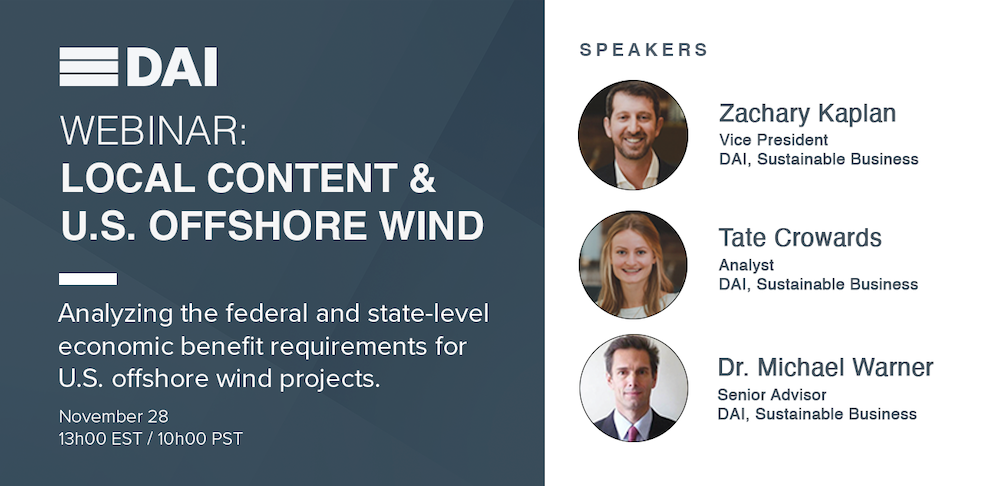 DAI
WEBINAR:
LOCAL CONTENT &
U.S. OFFSHORE WIND
Analyzing the federal and state-level
economic benefit requirements for
U.S. offshore wind projects.
November 28
13h00 EST / 10h00 PST
SPEAKERS
Zachary Kaplan
Vice President
DAI, Sustainable Business
Tate Crowards
Analyst
DAI, Sustainable Business
Dr. Michael Warner
Senior Advisor
DAI, Sustainable Business